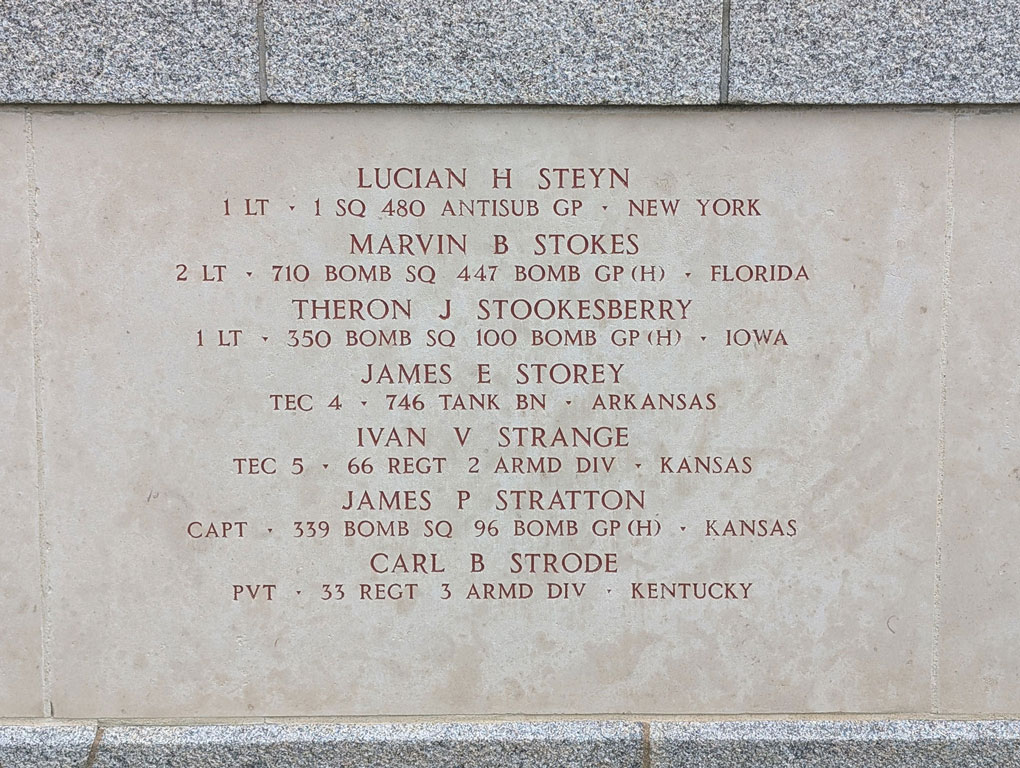 LUCIAN H STEYN
1 LT · 1 SQ 480 ANTISUB GP · NEW YORK
MARVIN B STOKES
2 LT · 710 BOMB SQ 447 BOMB GP (H) · FLORIDA
THERON J STOOKESBERRY
1 LT · 350 BOMB SQ 100 BOMB GP (H) · IOWA
JAMES E STOREY
TEC 4 · 746 TANK BN · ARKANSAS
IVAN V STRANGE
TEC 5 · 66 REGT 2 ARMD DIV · KANSAS
JAMES P STRATTON
CAPT · 339 BOMB SQ 96 BOMB GP (H) · KANSAS
CARL B STRODE
PVT · 33 REGT 3 ARMD DIV · KENTUCKY